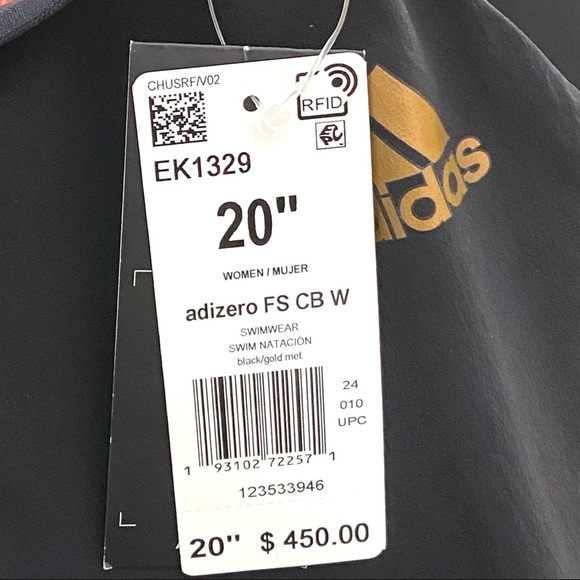 CHUSRF/V02
RFID
EK1329
20"
WOMEN / MUJER
adizero FS CB W
SWIMWEAR
SWIM NATACIÓN
black/gold met.
24
010
UPC
1 93102 72257 1
123533946
20" $ 450.00
adidas